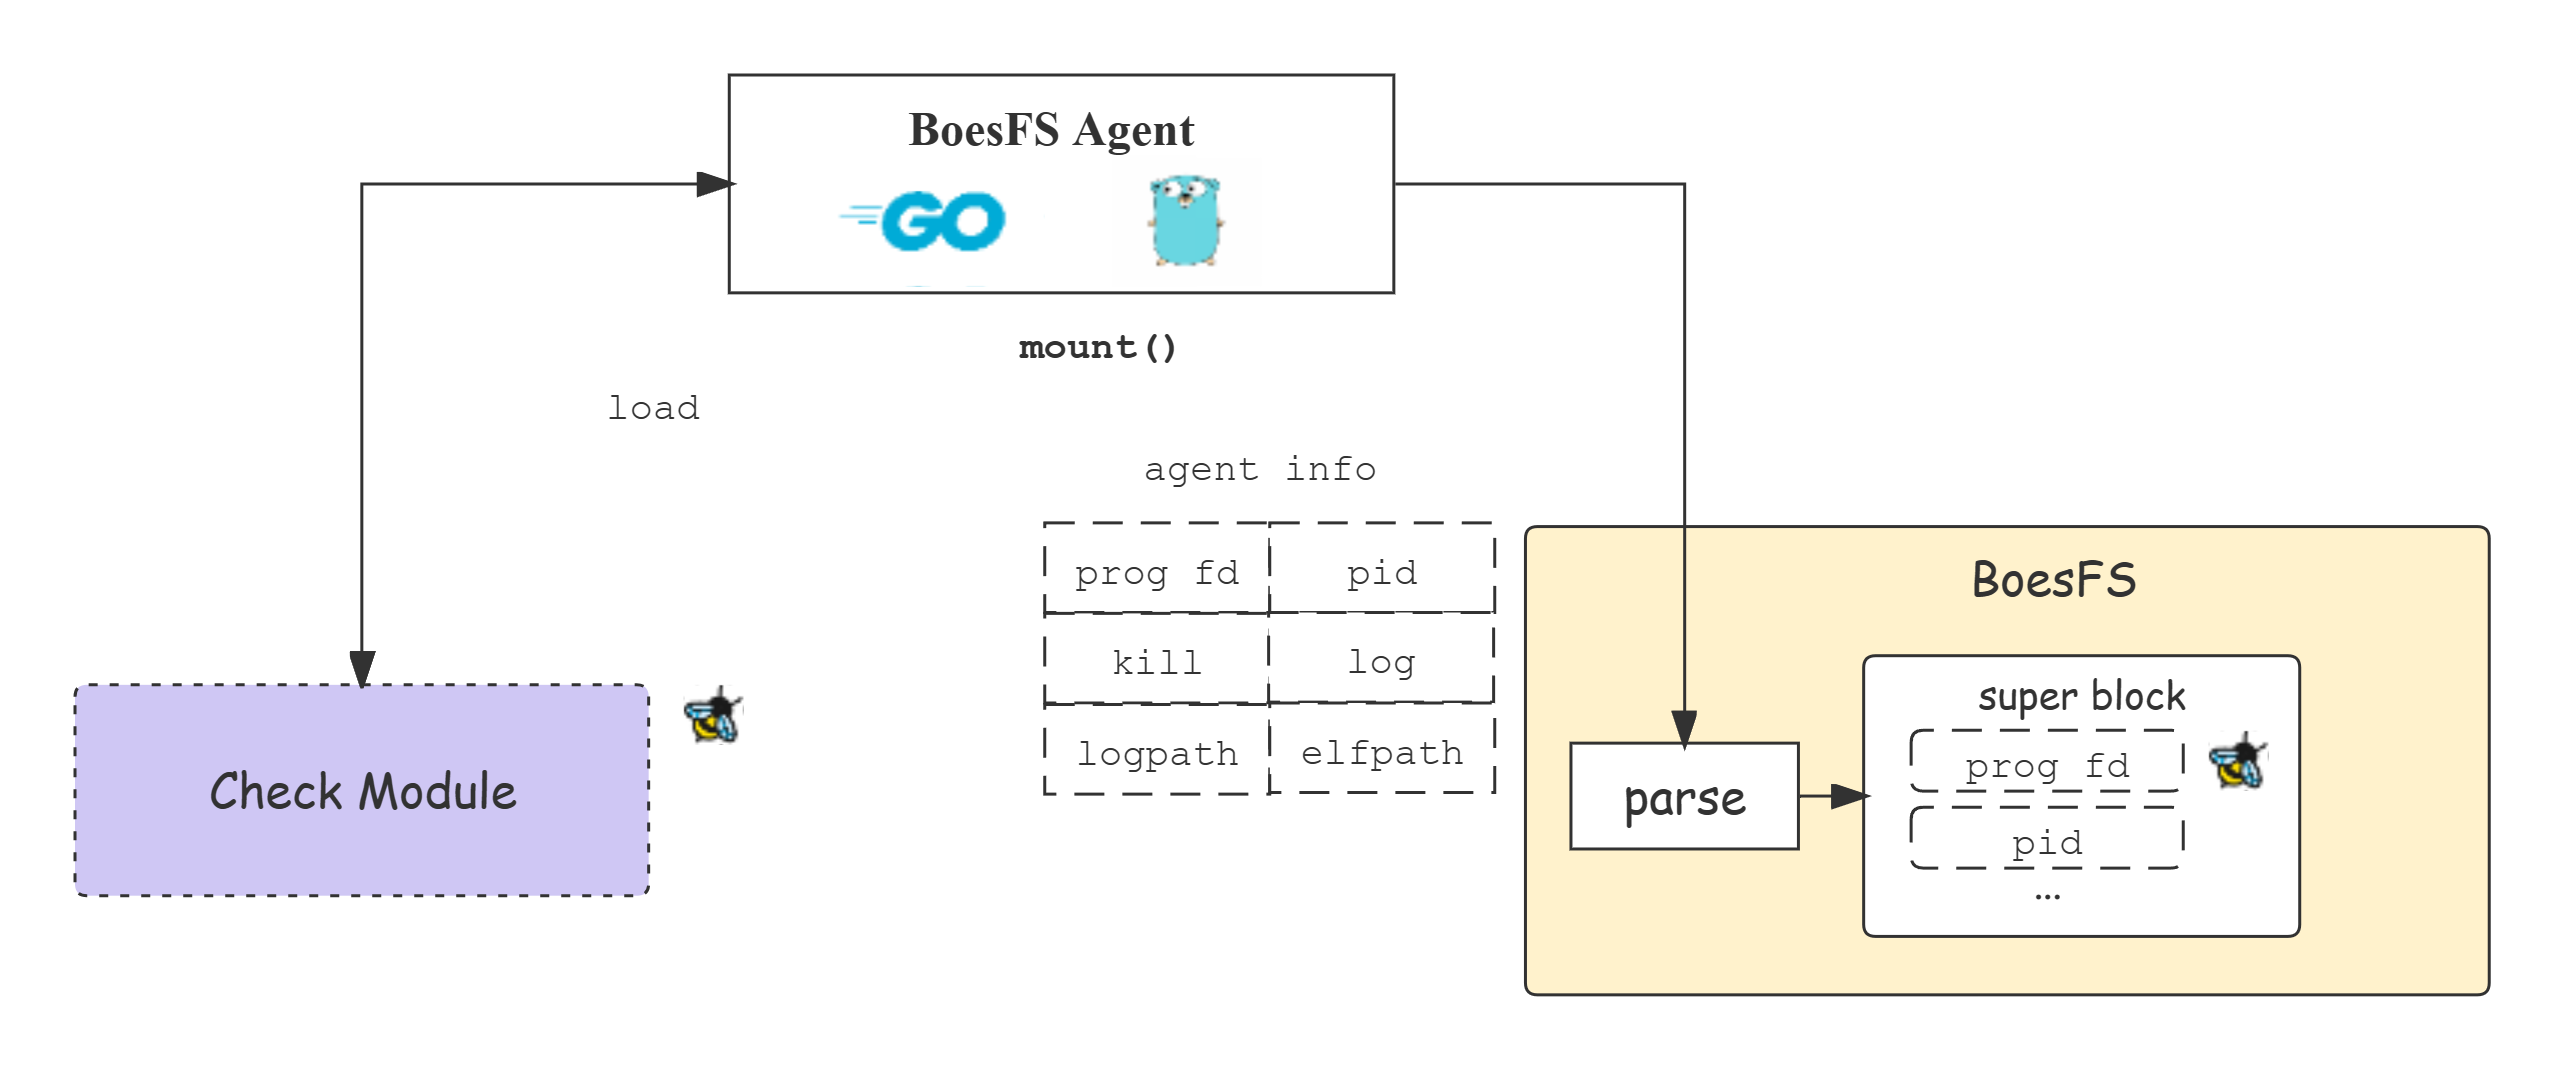 BoesFS Agent
GO
mount()
load
agent info
prog fd
pid
kill
log
logpath
elfpath
Check Module
BoesFS
parse
super block
prog fd
pid
...